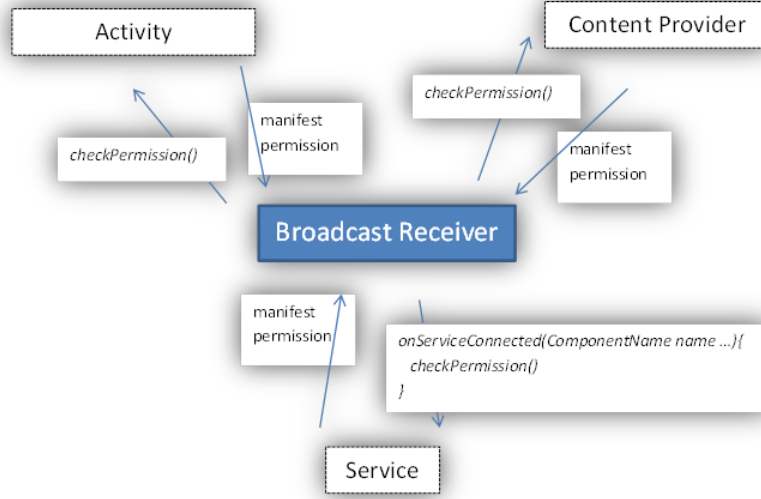 Activity
Content Provider
checkPermission()
manifest
permission
checkPermission()
manifest
permission
Broadcast Receiver
manifest
permission
onServiceConnected(ComponentName name ...){
checkPermission()
}
Service